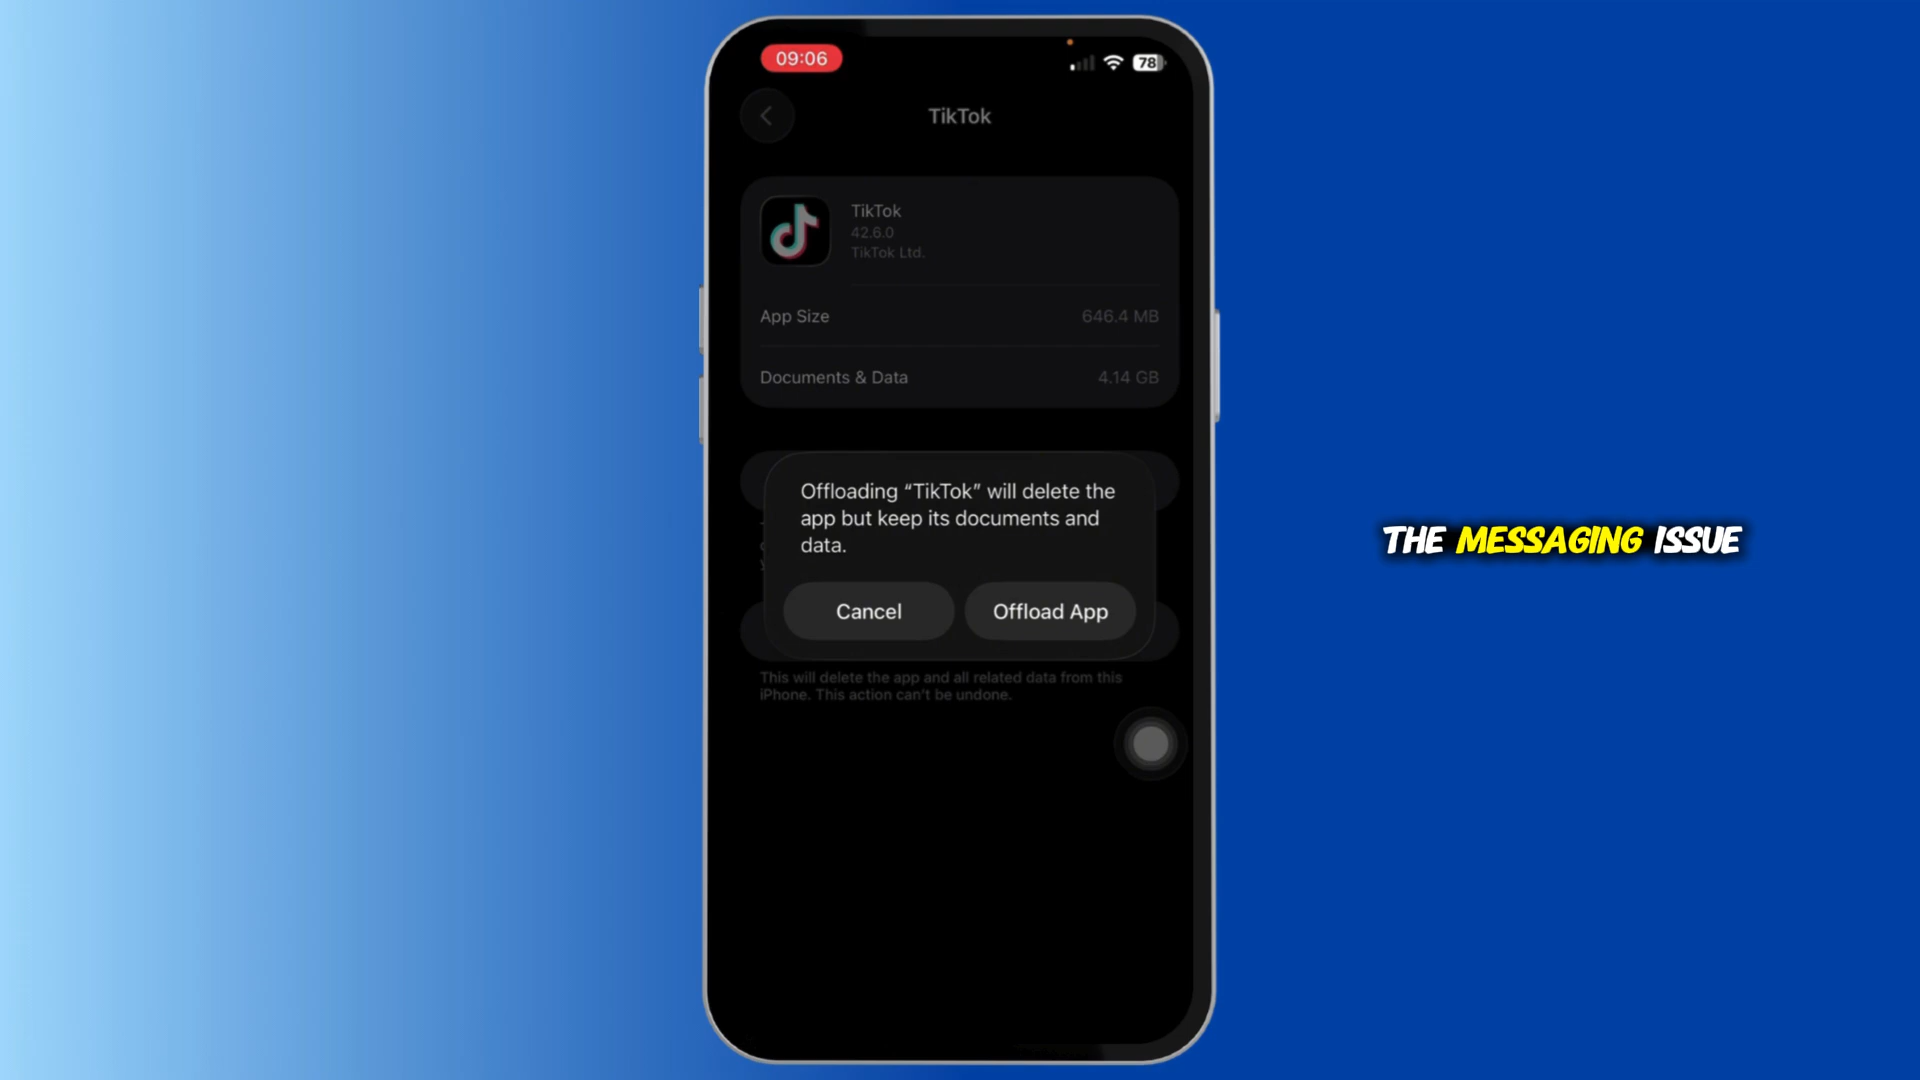 09:06
78
TikTok
TikTok
42.6.0
TikTok Ltd.
App Size 646.4 MB
Documents & Data 4.14 GB
Offloading “TikTok” will delete the
app but keep its documents and
data.
Cancel Offload App
This will delete the app and all related data from this
iPhone. This action can't be undone.
THE MESSAGING ISSUE